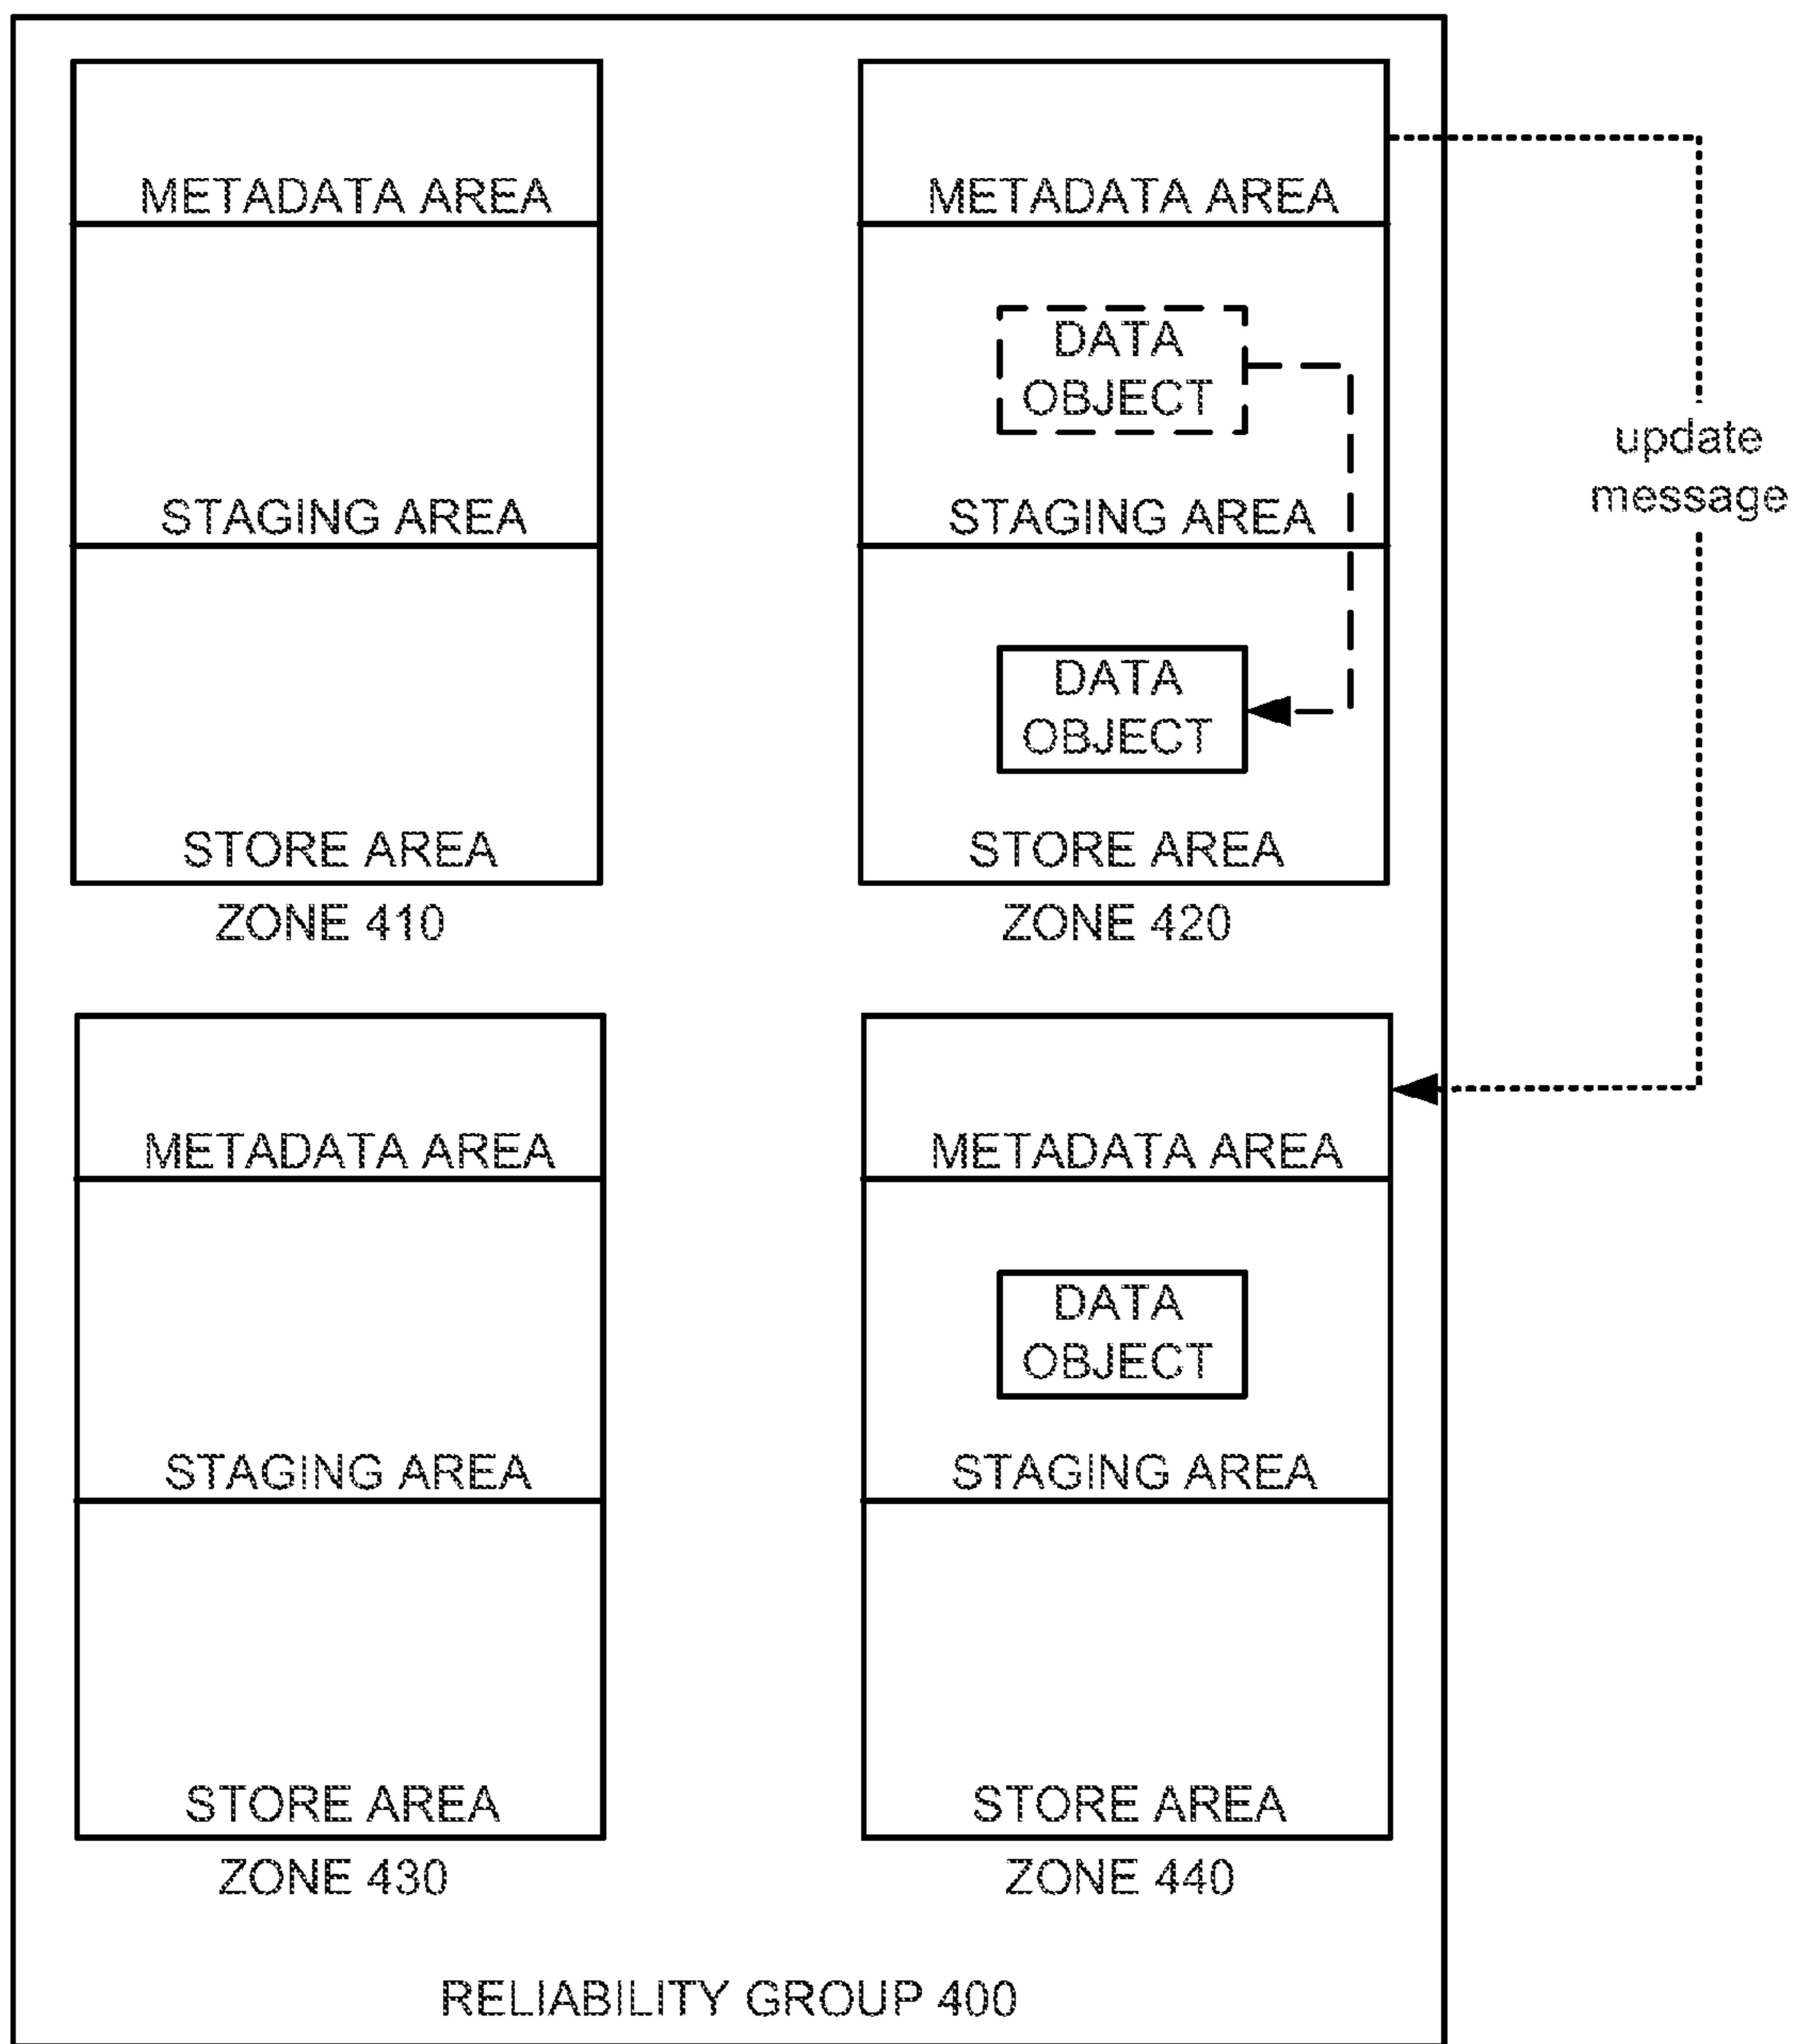 METADATA AREA
STAGING AREA
STORE AREA
ZONE 410
METADATA AREA
DATA
OBJECT
STAGING AREA
DATA
OBJECT
STORE AREA
ZONE 420
update
message
METADATA AREA
STAGING AREA
STORE AREA
ZONE 430
METADATA AREA
DATA
OBJECT
STAGING AREA
STORE AREA
ZONE 440
RELIABILITY GROUP 400